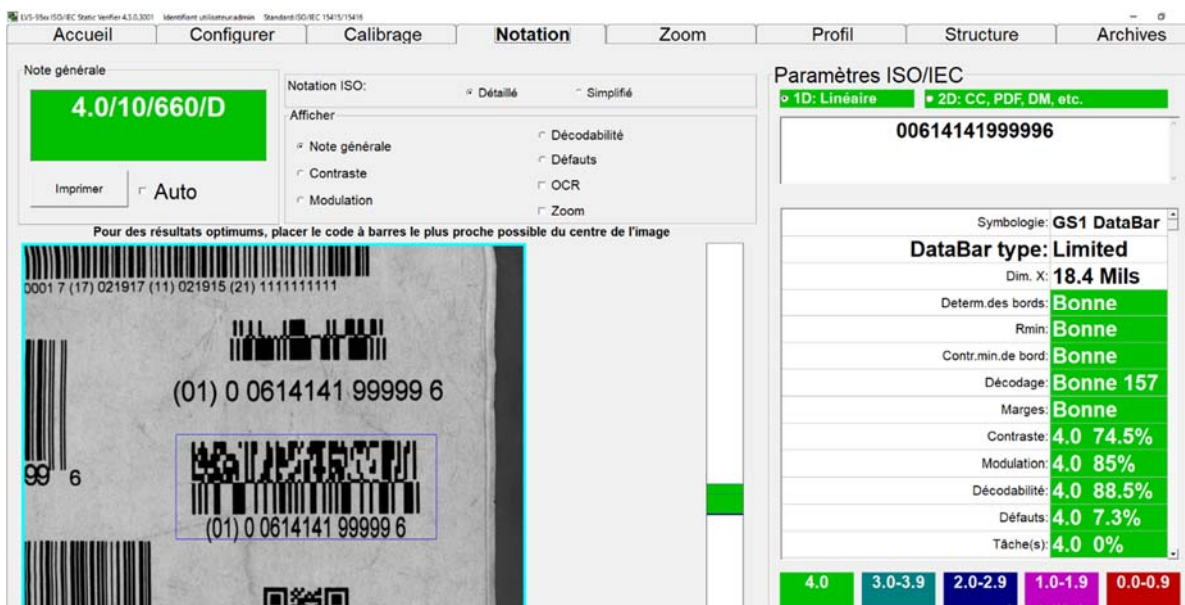 LVS-95xx ISO/IEC Static Verifier 4.3.0.3001 Identifiant utilisateur:admin Standard:ISO/IEC 15415/15416
Accueil Configurer Calibrage Notation Zoom Profil Structure Archives
Note générale
4.0/10/660/D
Imprimer
Auto
Notation ISO:
Détaillé
Simplifié
Afficher
Note générale
Contraste
Modulation
Décodabilité
Défauts
OCR
Zoom
Pour des résultats optimums, placer le code à barres le plus proche possible du centre de l'image
0001 7 (17) 021917 (11) 021915 (21) 1111111111
(01) 0 0614141 99999 6
99 6
(01) 0 0614141 99999 6
Paramètres ISO/IEC
1D: Linéaire
2D: CC, PDF, DM, etc.
00614141999996
Symbologie: GS1 DataBar
DataBar type: Limited
Dim. X: 18.4 Mils
Determ.des bords: Bonne
Rmin: Bonne
Contr.min.de bord: Bonne
Décodage: Bonne 157
Marges: Bonne
Contraste: 4.0 74.5%
Modulation: 4.0 85%
Décodabilité: 4.0 88.5%
Défauts: 4.0 7.3%
Tâche(s): 4.0 0%
4.0 3.0-3.9 2.0-2.9 1.0-1.9 0.0-0.9